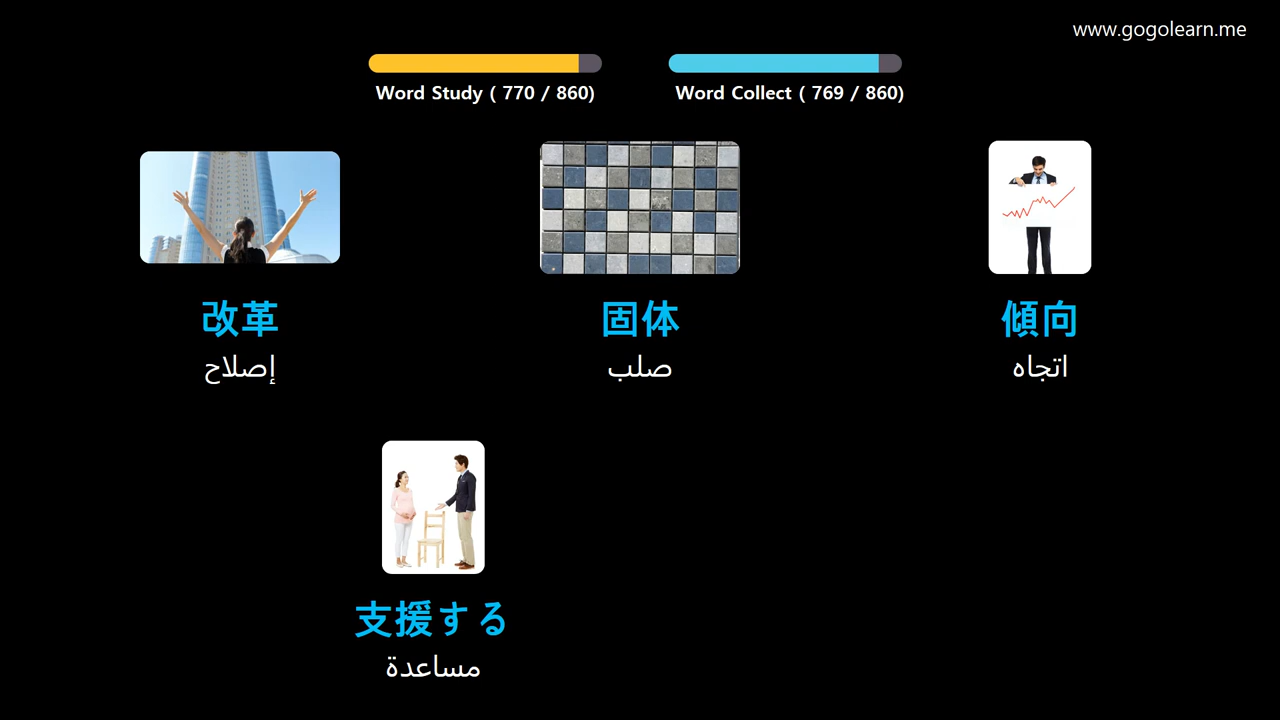 www.gogolearn.me
Word Study ( 770 / 860)
Word Collect ( 769 / 860)
改革
إصلاح
固体
صلب
傾向
اتجاه
支援する
مساعدة